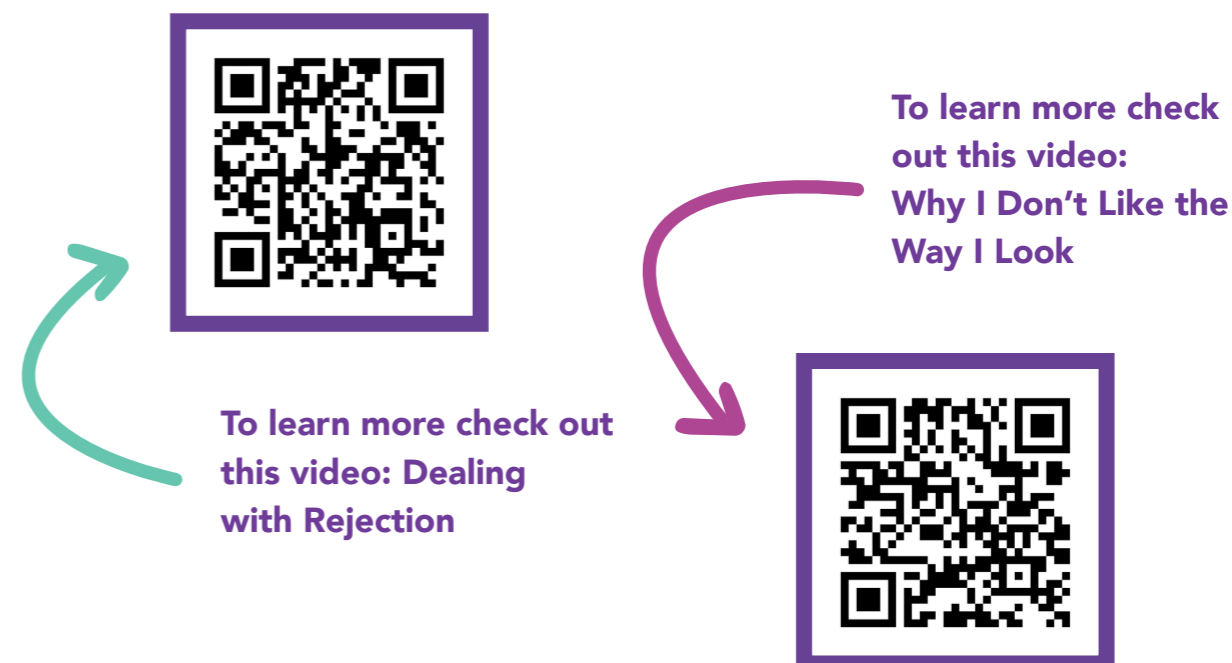 To learn more check
out this video:
Why I Don’t Like the
Way I Look
To learn more check out
this video: Dealing
with Rejection